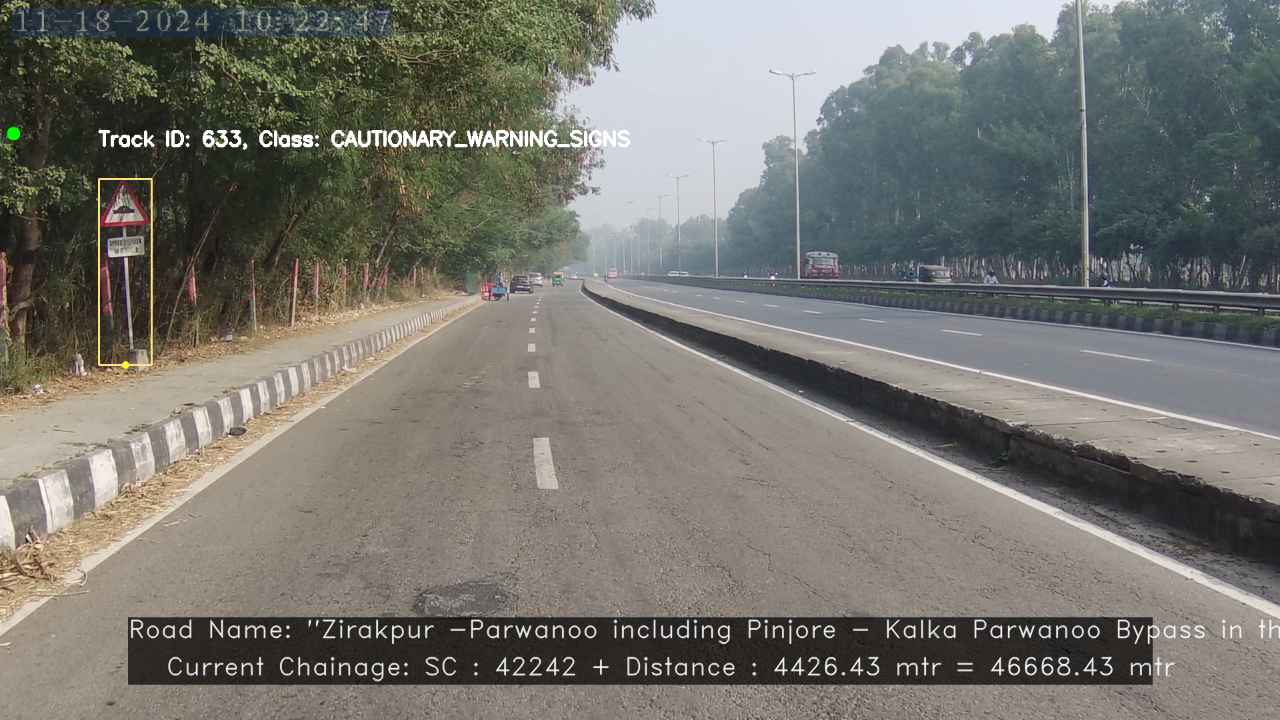 11-18-2024 10:22:47
Track ID: 633, Class: CAUTIONARY_WARNING_SIGNS
Road Name: ''Zirakpur -Parwanoo including Pinjore - Kalka Parwanoo Bypass in th
Current Chainage: SC : 42242 + Distance : 4426.43 mtr = 46668.43 mtr